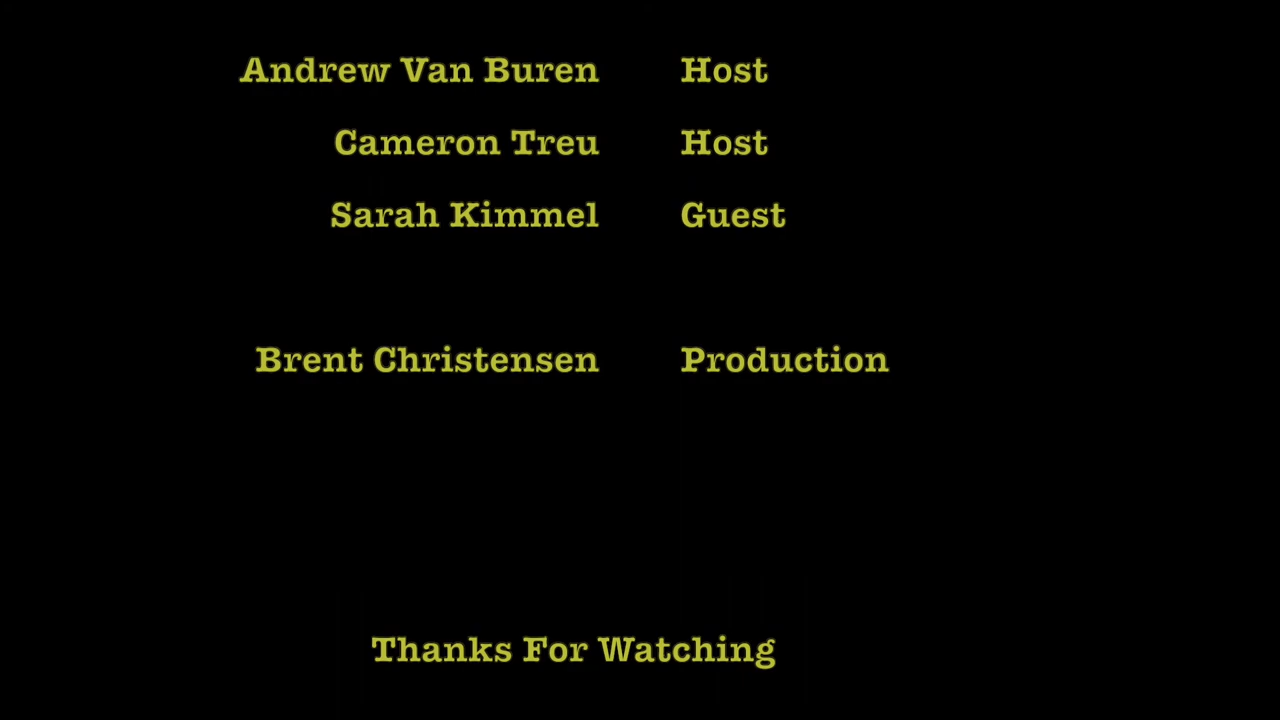 Andrew Van Buren Host
Cameron Treu Host
Sarah Kimmel Guest
Brent Christensen Production
Thanks For Watching